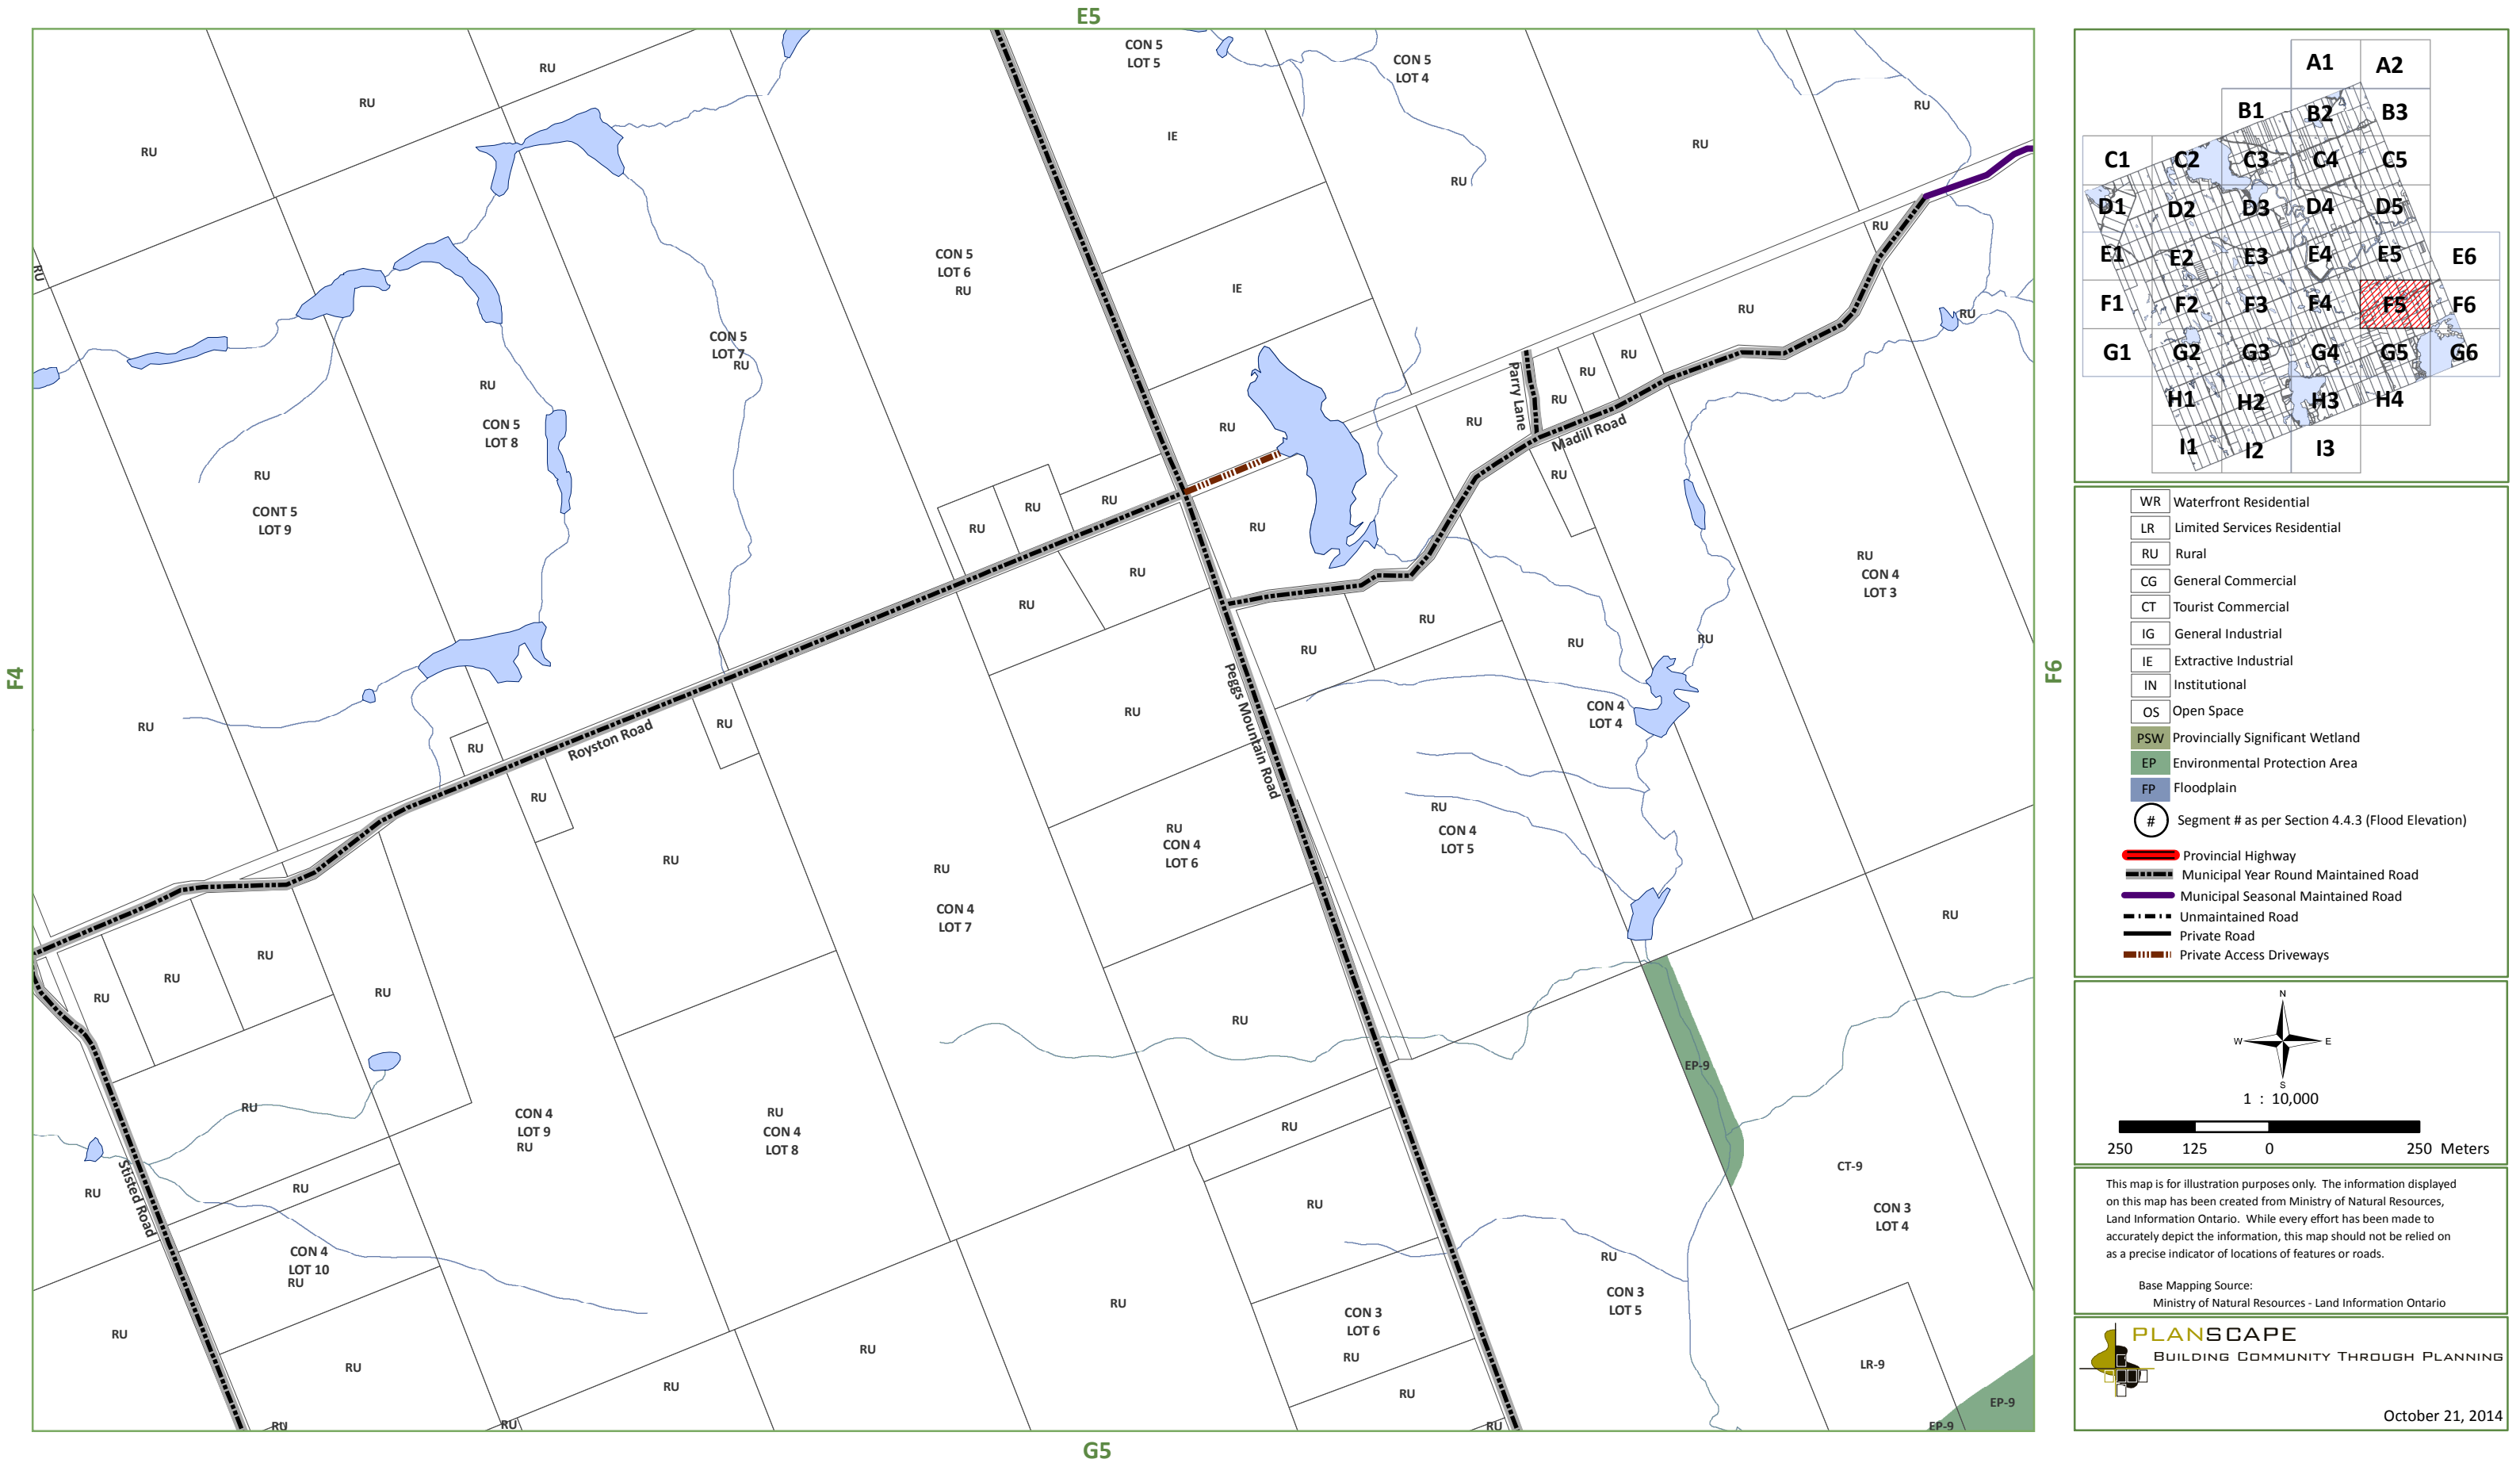 E5
F4
F6
G5
RU
RU
RU
RU
CON 5
LOT 5
CON 5
LOT 4
IE
RU
RU
RU
RU
CON 5
LOT 6
RU
IE
CON 5
LOT 7
RU
RU
CON 5
LOT 8
RU
CONT 5
LOT 9
RU
RU
RU
RU
RU
RU
RU
RU
Parry Lane
Madill Road
RU
RU
RU
RU
RU
RU
RU
RU
RU
CON 4
LOT 3
RU
RU
RU
RU
RU
CON 4
LOT 4
Peggs Mountain Road
RU
Royston Road
RU
RU
RU
RU
RU
RU
CON 4
LOT 7
RU
CON 4
LOT 6
RU
CON 4
LOT 5
RU
RU
RU
RU
RU
RU
RU
EP-9
RU
CON 4
LOT 9
RU
RU
CON 4
LOT 8
RU
Stisted Road
RU
RU
CON 4
LOT 10
RU
RU
RU
RU
RU
RU
RU
CON 3
LOT 6
RU
RU
RU
CON 3
LOT 5
CT-9
CON 3
LOT 4
LR-9
EP-9
EP-9
RU
RU
RU
A1 A2
B1 B2 B3
C1 C2 C3 C4 C5
D1 D2 D3 D4 D5
E1 E2 E3 E4 E5 E6
F1 F2 F3 F4 F5 F6
G1 G2 G3 G4 G5 G6
H1 H2 H3 H4
I1 I2 I3
WR Waterfront Residential
LR Limited Services Residential
RU Rural
CG General Commercial
CT Tourist Commercial
IG General Industrial
IE Extractive Industrial
IN Institutional
OS Open Space
PSW Provincially Significant Wetland
EP Environmental Protection Area
FP Floodplain
# Segment # as per Section 4.4.3 (Flood Elevation)
Provincial Highway
Municipal Year Round Maintained Road
Municipal Seasonal Maintained Road
Unmaintained Road
Private Road
Private Access Driveways
N
W E
S
1 : 10,000
250 125 0 250 Meters
This map is for illustration purposes only. The information displayed
on this map has been created from Ministry of Natural Resources,
Land Information Ontario. While every effort has been made to
accurately depict the information, this map should not be relied on
as a precise indicator of locations of features or roads.
Base Mapping Source:
Ministry of Natural Resources - Land Information Ontario
PLANSCAPE
BUILDING COMMUNITY THROUGH PLANNING
October 21, 2014